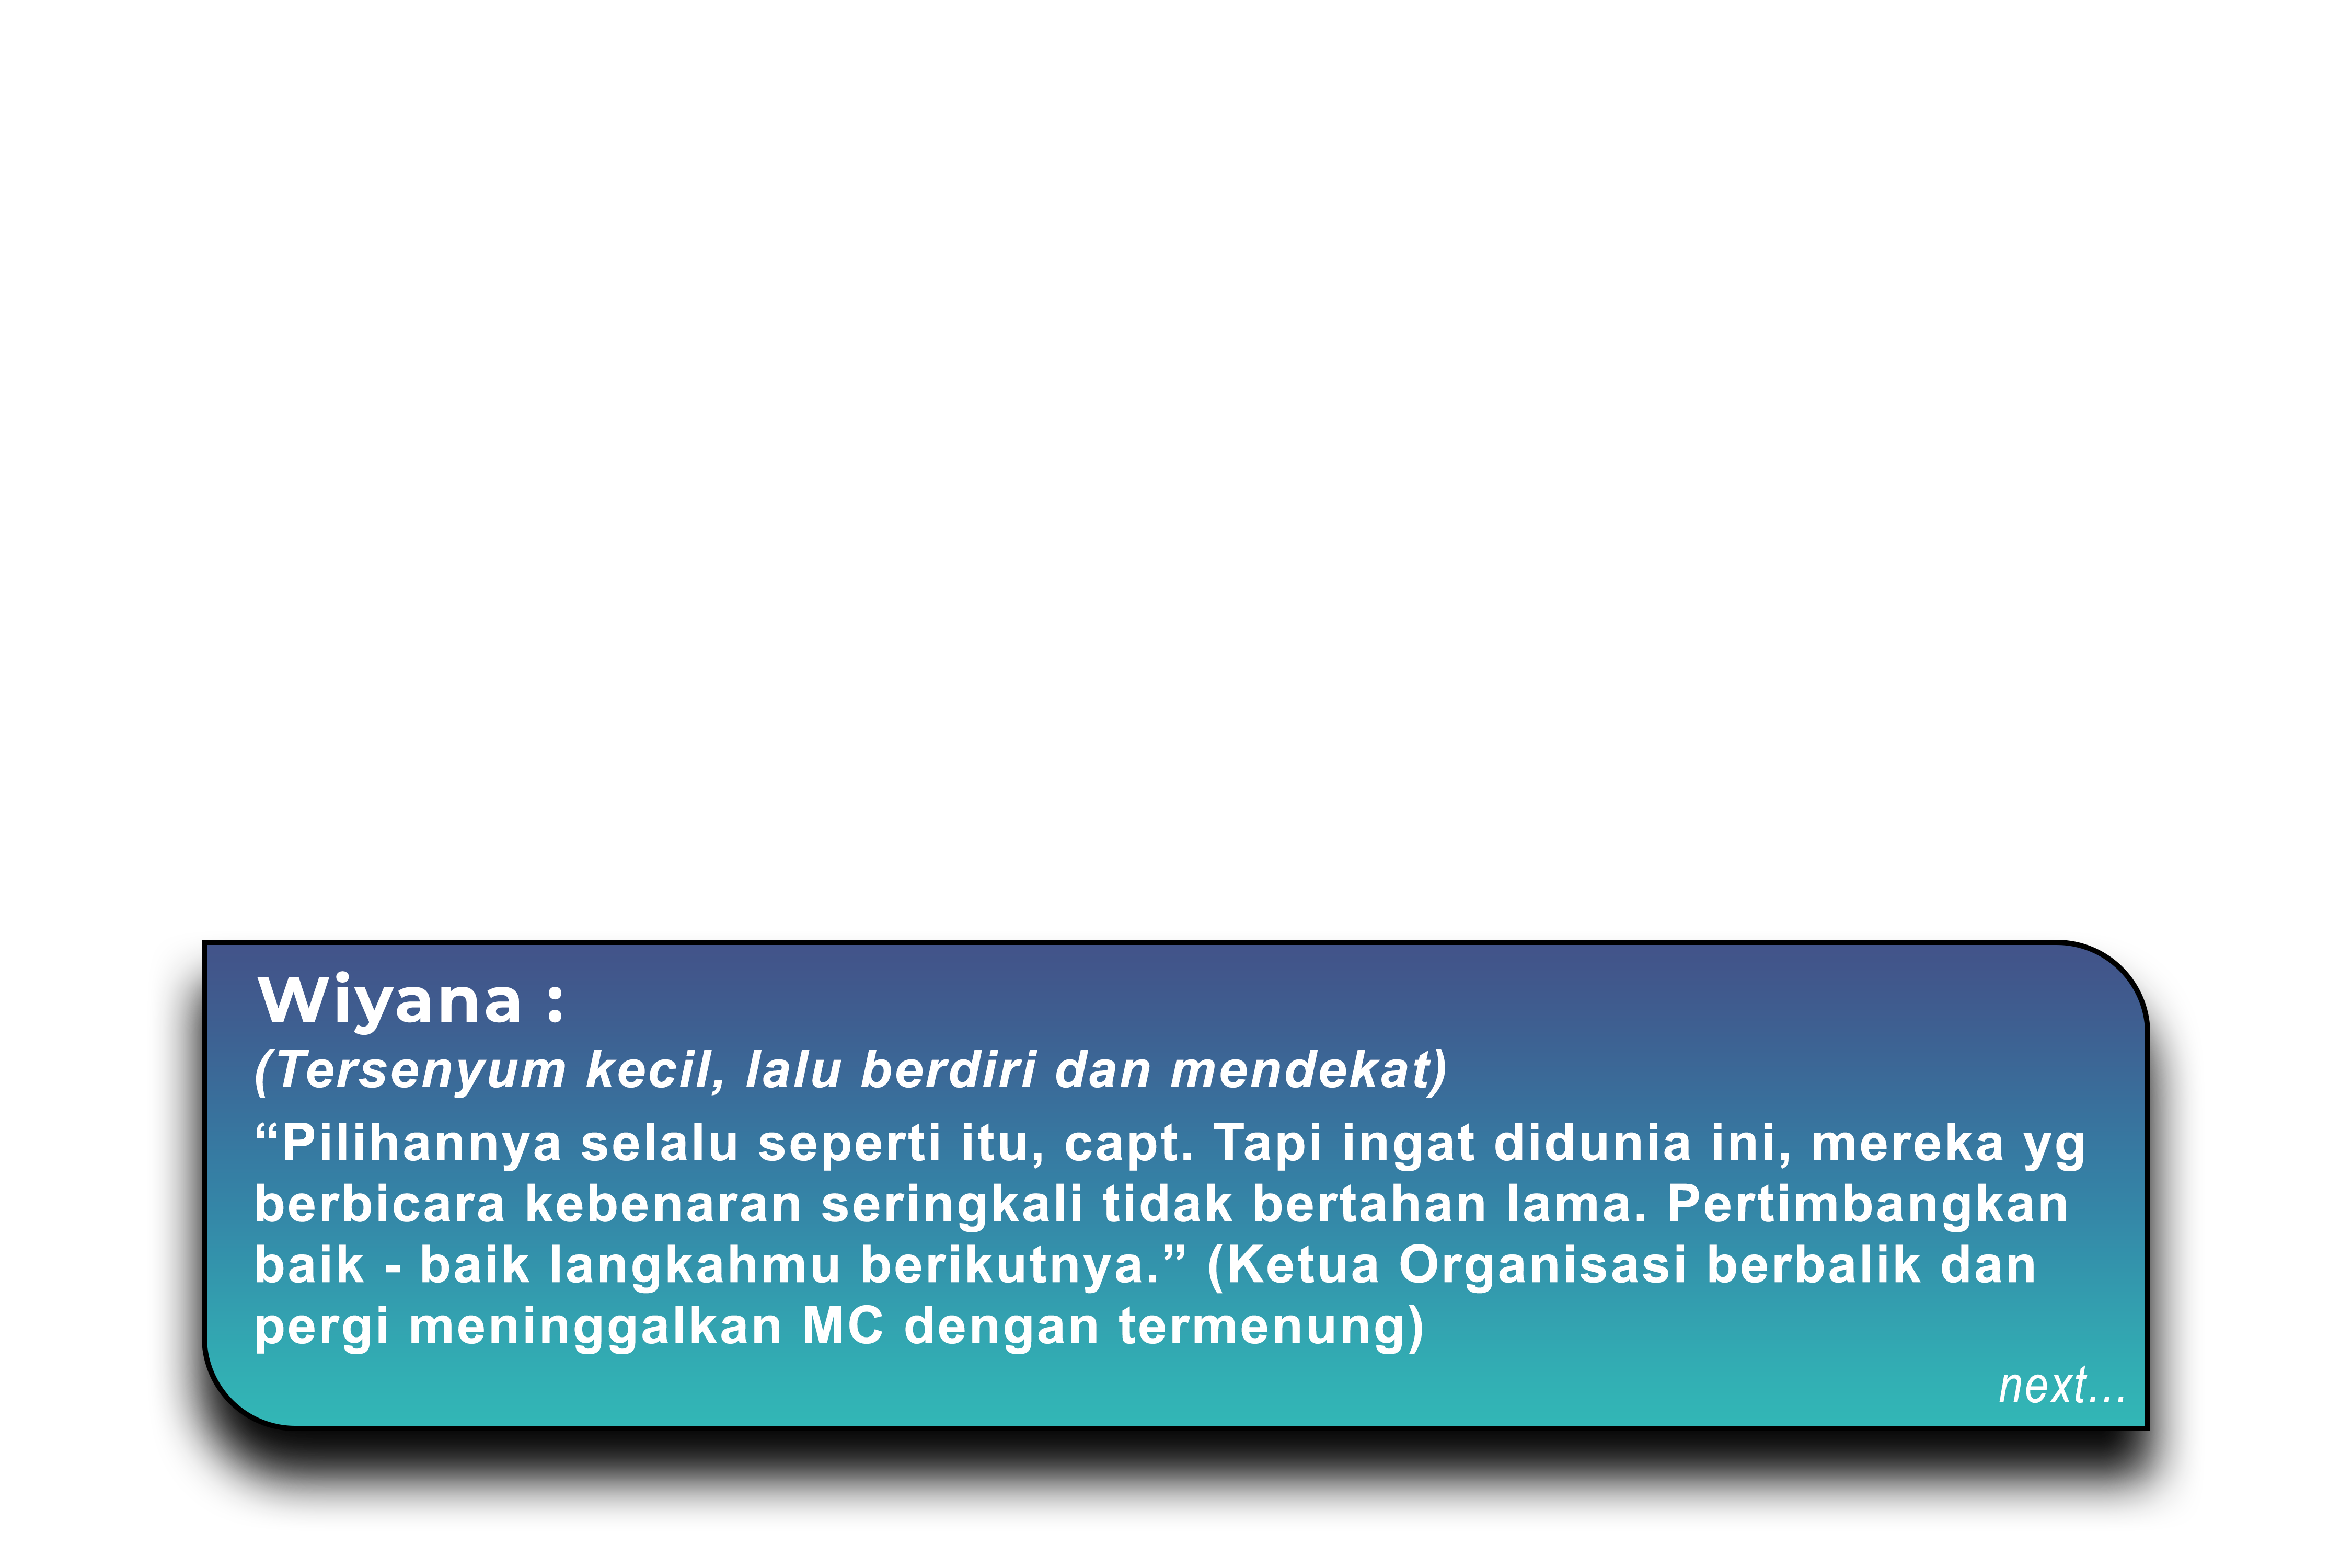 Wiyana :
(Tersenyum kecil, lalu berdiri dan mendekat)
“Pilihannya selalu seperti itu, capt. Tapi ingat didunia ini, mereka yg
berbicara kebenaran seringkali tidak bertahan lama. Pertimbangkan
baik - baik langkahmu berikutnya.” (Ketua Organisasi berbalik dan
pergi meninggalkan MC dengan termenung)
next...